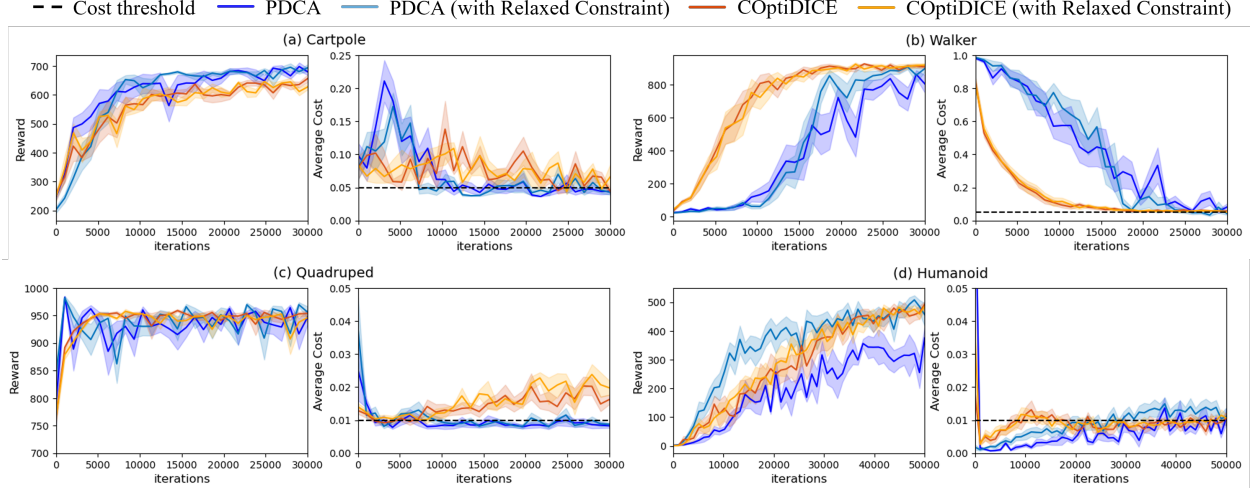 Cost threshold PDCA PDCA (with Relaxed Constraint) COptiDICE COptiDICE (with Relaxed Constraint)
(a) Cartpole
Reward
700
600
500
400
300
200
0 5000 10000 15000 20000 25000 30000
iterations
Average Cost
0.25
0.20
0.15
0.10
0.05
0.00
0 5000 10000 15000 20000 25000 30000
iterations
(b) Walker
Reward
800
600
400
200
0
0 5000 10000 15000 20000 25000 30000
iterations
Average Cost
1.0
0.8
0.6
0.4
0.2
0.0
0 5000 10000 15000 20000 25000 30000
iterations
(c) Quadruped
Reward
1000
950
900
850
800
750
700
0 5000 10000 15000 20000 25000 30000
iterations
Average Cost
0.05
0.04
0.03
0.02
0.01
0.00
0 5000 10000 15000 20000 25000 30000
iterations
(d) Humanoid
Reward
500
400
300
200
100
0
0 10000 20000 30000 40000 50000
iterations
Average Cost
0.05
0.04
0.03
0.02
0.01
0.00
0 10000 20000 30000 40000 50000
iterations